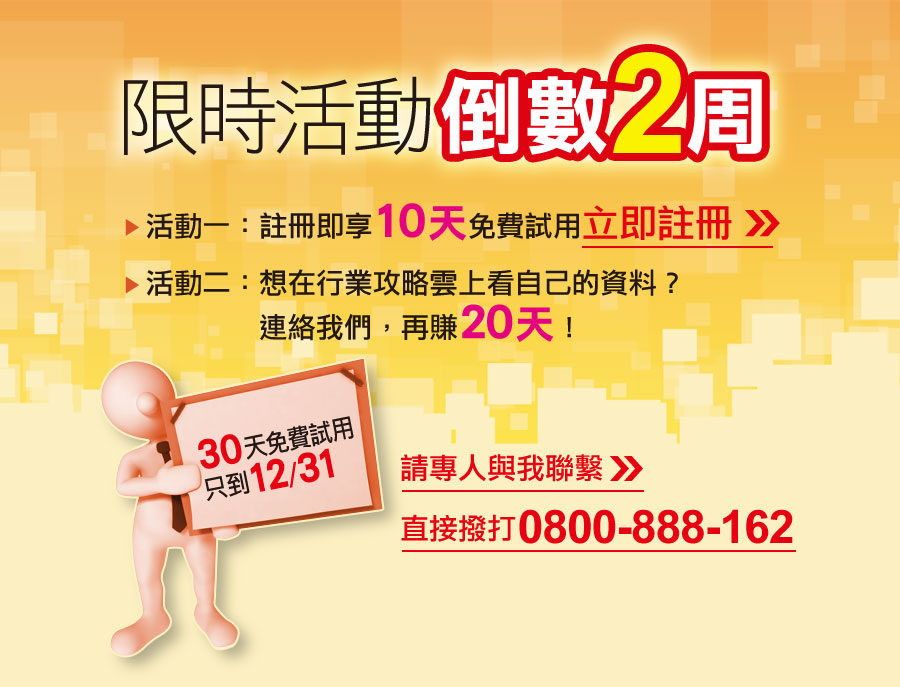 限時活動倒數2周
活動一：註冊即享10天免費試用立即註冊
活動二：想在行業攻略雲上看自己的資料？
連絡我們，再賺20天！
30天免費試用
只到12/31
請專人與我聯繫
直接撥打0800-888-162